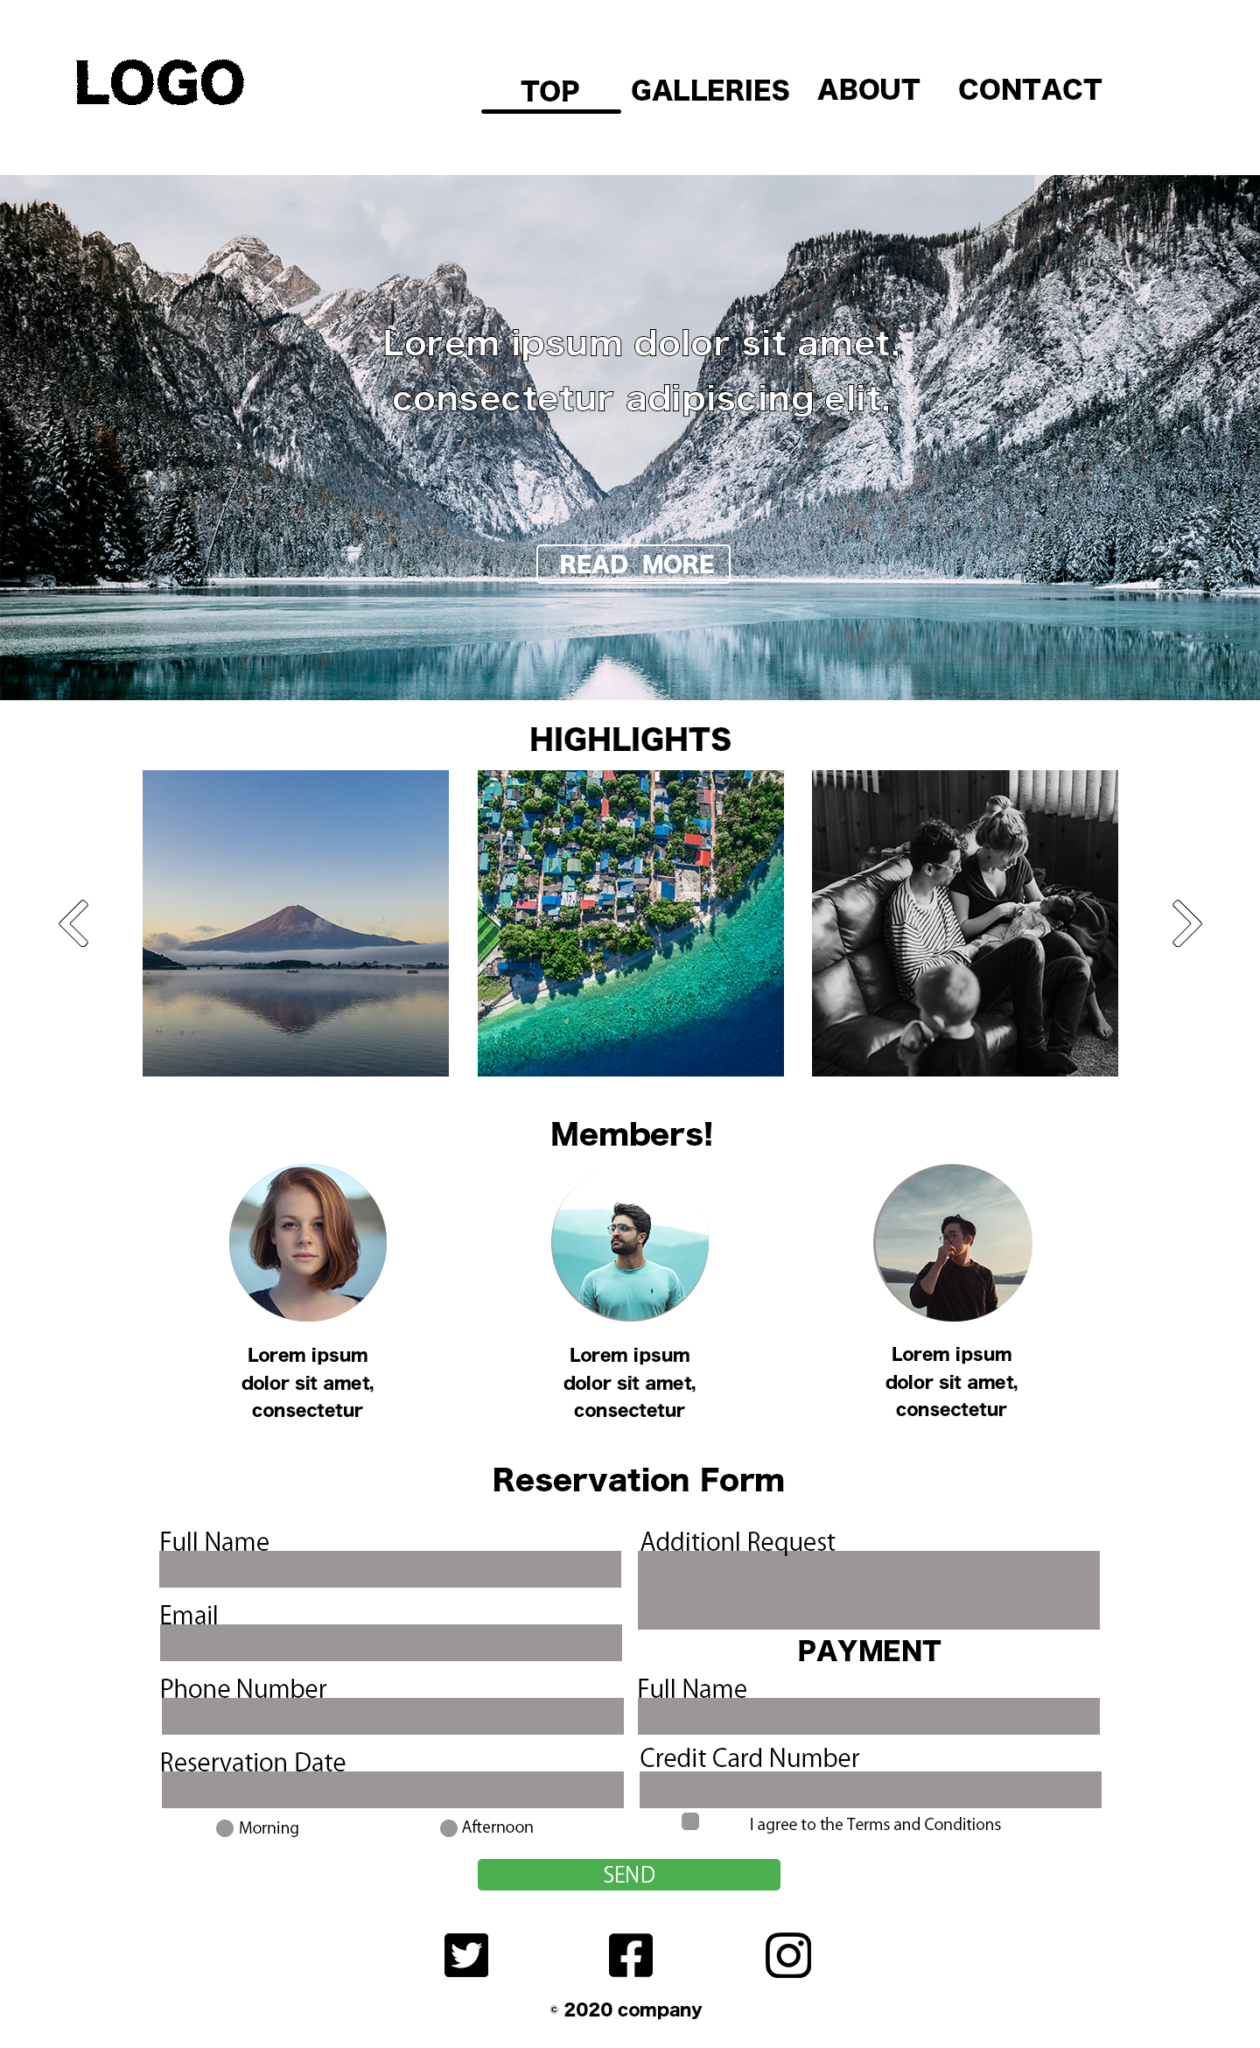 LOGO
TOP GALLERIES ABOUT CONTACT
Lorem ipsum dolor sit amet,
consectetur adipiscing elit,
READ MORE
HIGHLIGHTS
Members!
Lorem ipsum
dolor sit amet,
consectetur
Lorem ipsum
dolor sit amet,
consectetur
Lorem ipsum
dolor sit amet,
consectetur
Reservation Form
Full Name
Email
Phone Number
Reservation Date
Morning Afternoon
Additionl Request
PAYMENT
Full Name
Credit Card Number
I agree to the Terms and Conditions
SEND
© 2020 company